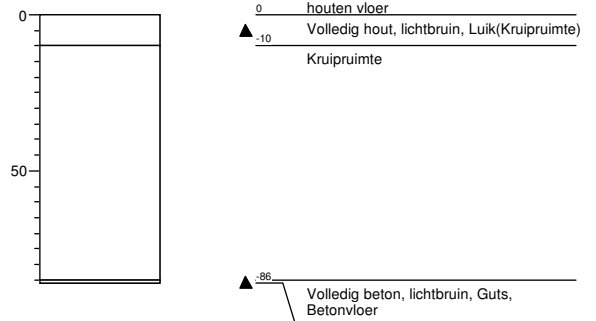 0
0 houten vloer
Volledig hout, lichtbruin, Luik(Kruipruimte)
-10
Kruipruimte
50
-86
Volledig beton, lichtbruin, Guts,
Betonvloer